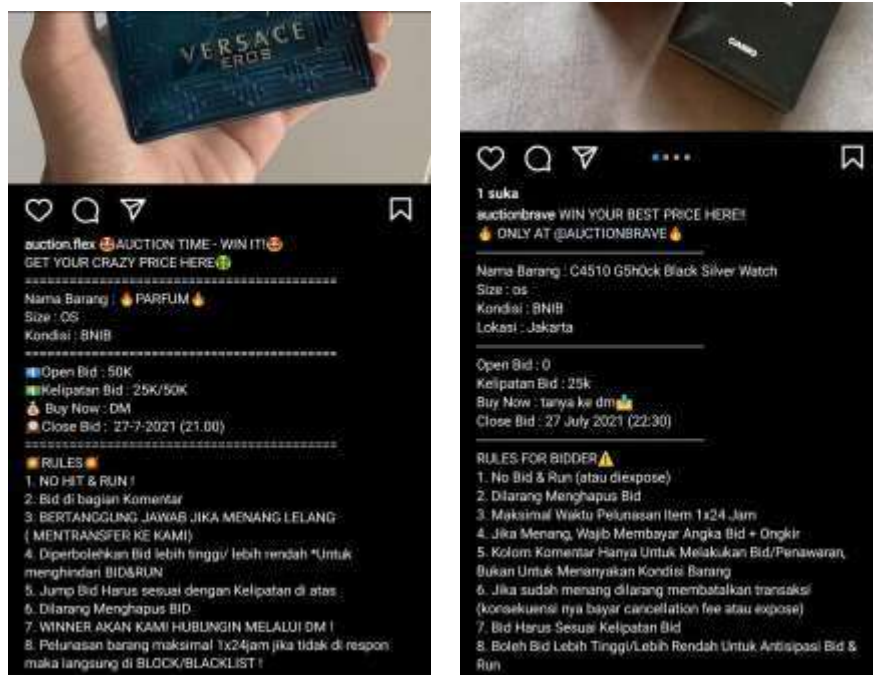 VERSACE
EROS
auction.flex 🤩AUCTION TIME - WIN IT!🤩
GET YOUR CRAZY PRICE HERE🤑
================================
Nama Barang : 🔥PARFUM🔥
Size : OS
Kondisi : BNIB
================================
💶Open Bid : 50K
💵Kelipatan Bid : 25K/50K
💰 Buy Now : DM
Close Bid : 27-7-2021 (21.00)
================================
💥RULES💥
1. NO HIT & RUN !
2. Bid di bagian Komentar
3. BERTANGGUNG JAWAB JIKA MENANG LELANG
( MENTRANSFER KE KAMI)
4. Diperbolehkan Bid lebih tinggi/ lebih rendah *Untuk
menghindari BID&RUN
5. Jump Bid Harus sesuai dengan Kelipatan di atas
6. Dilarang Menghapus BID
7. WINNER AKAN KAMI HUBUNGIN MELALUI DM !
8. Pelunasan barang maksimal 1x24jam jika tidak di respon
maka langsung di BLOCK/BLACKLIST !
CASIO
1 suka
auctionbrave WIN YOUR BEST PRICE HERE!!
🔥 ONLY AT @AUCTIONBRAVE🔥
Nama Barang : C4510 G5h0ck Black Silver Watch
Size : os
Kondisi : BNIB
Lokasi : Jakarta
Open Bid : 0
Kelipatan Bid : 25k
Buy Now : tanya ke dm📩
Close Bid : 27 July 2021 (22:30)
RULES FOR BIDDER⚠️
1. No Bid & Run (atau diexpose)
2. Dilarang Menghapus Bid
3. Maksimal Waktu Pelunasan Item 1x24 Jam
4. Jika Menang, Wajib Membayar Angka Bid + Ongkir
5. Kolom Komentar Hanya Untuk Melakukan Bid/Penawaran,
Bukan Untuk Menanyakan Kondisi Barang
6. Jika sudah menang dilarang membatalkan transaksi
(konsekuensi nya bayar cancellation fee atau expose)
7. Bid Harus Sesuai Kelipatan Bid
8. Boleh Bid Lebih Tinggi/Lebih Rendah Untuk Antisipasi Bid &
Run